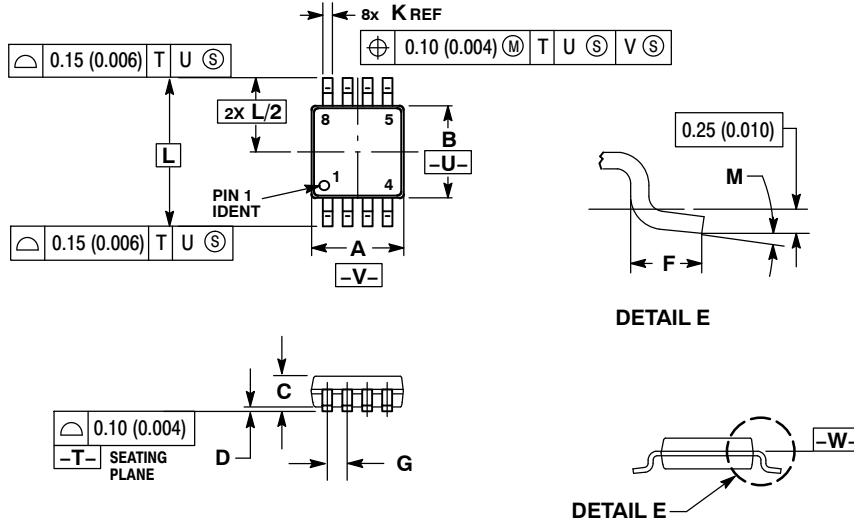 8x K REF
⌖ 0.10 (0.004) Ⓜ T U Ⓢ V Ⓢ
⌓ 0.15 (0.006) T U Ⓢ
2X L/2
L
8 5
1 4
B
–U–
PIN 1
IDENT
⌓ 0.15 (0.006) T U Ⓢ
A
–V–
0.25 (0.010)
M
F
DETAIL E
C
⌓ 0.10 (0.004)
–T– SEATING
PLANE
D
G
–W–
DETAIL E